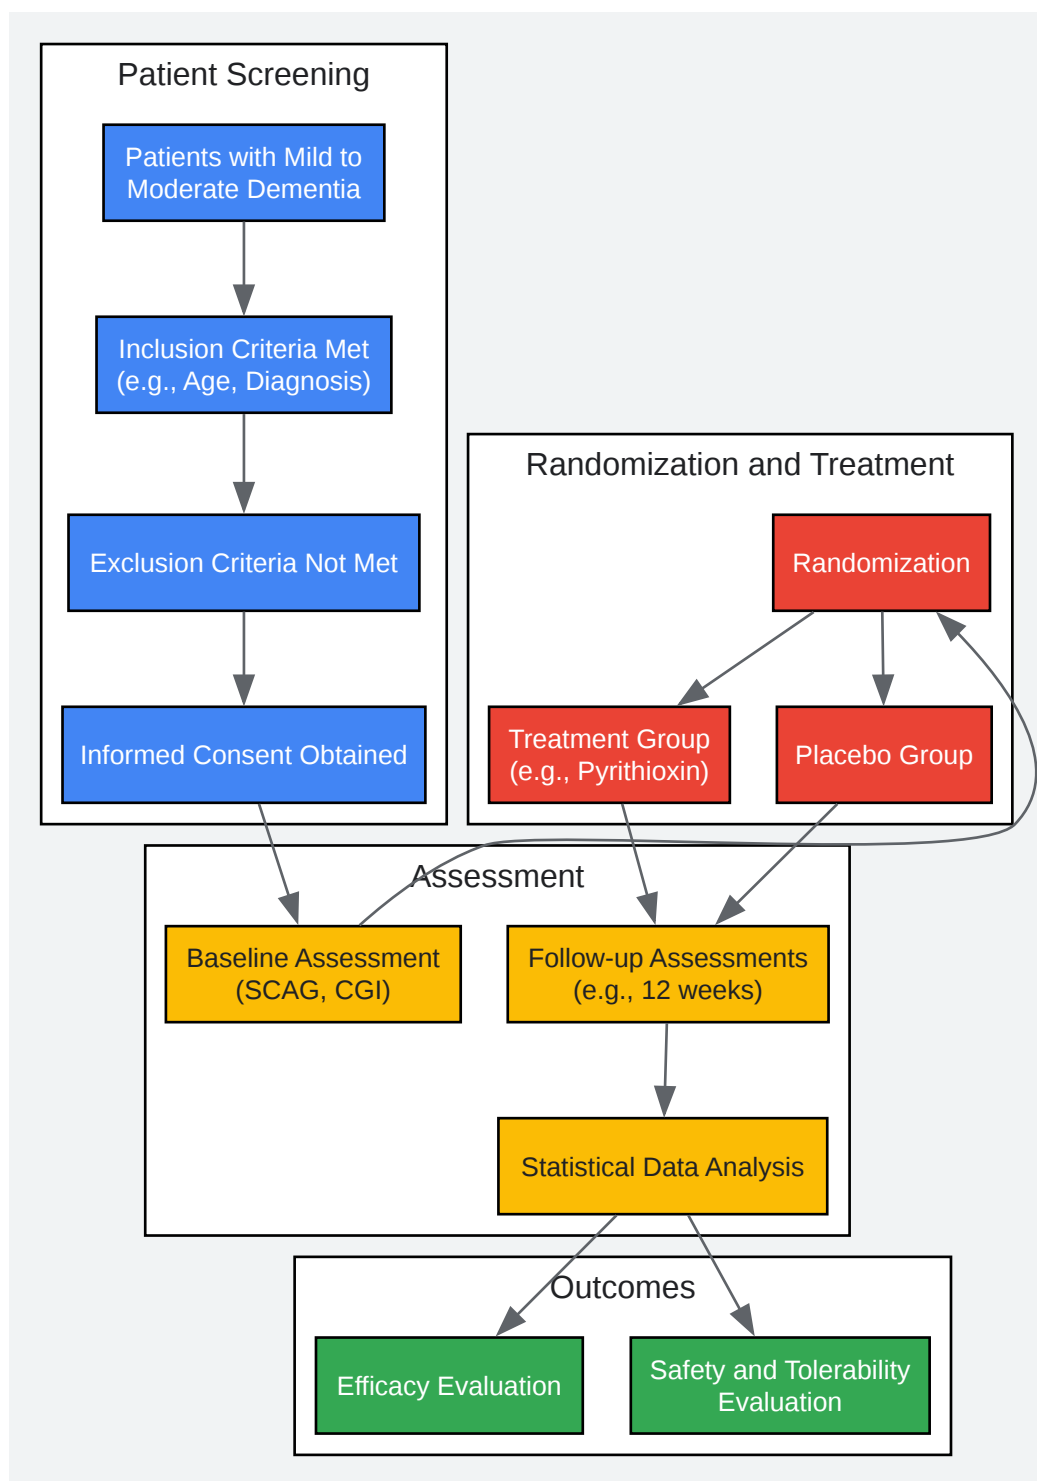 Patient Screening
Patients with Mild to
Moderate Dementia
Inclusion Criteria Met
(e.g., Age, Diagnosis)
Exclusion Criteria Not Met
Informed Consent Obtained
Randomization and Treatment
Randomization
Treatment Group
(e.g., Pyrithioxin)
Placebo Group
Assessment
Baseline Assessment
(SCAG, CGI)
Follow-up Assessments
(e.g., 12 weeks)
Statistical Data Analysis
Outcomes
Efficacy Evaluation
Safety and Tolerability
Evaluation